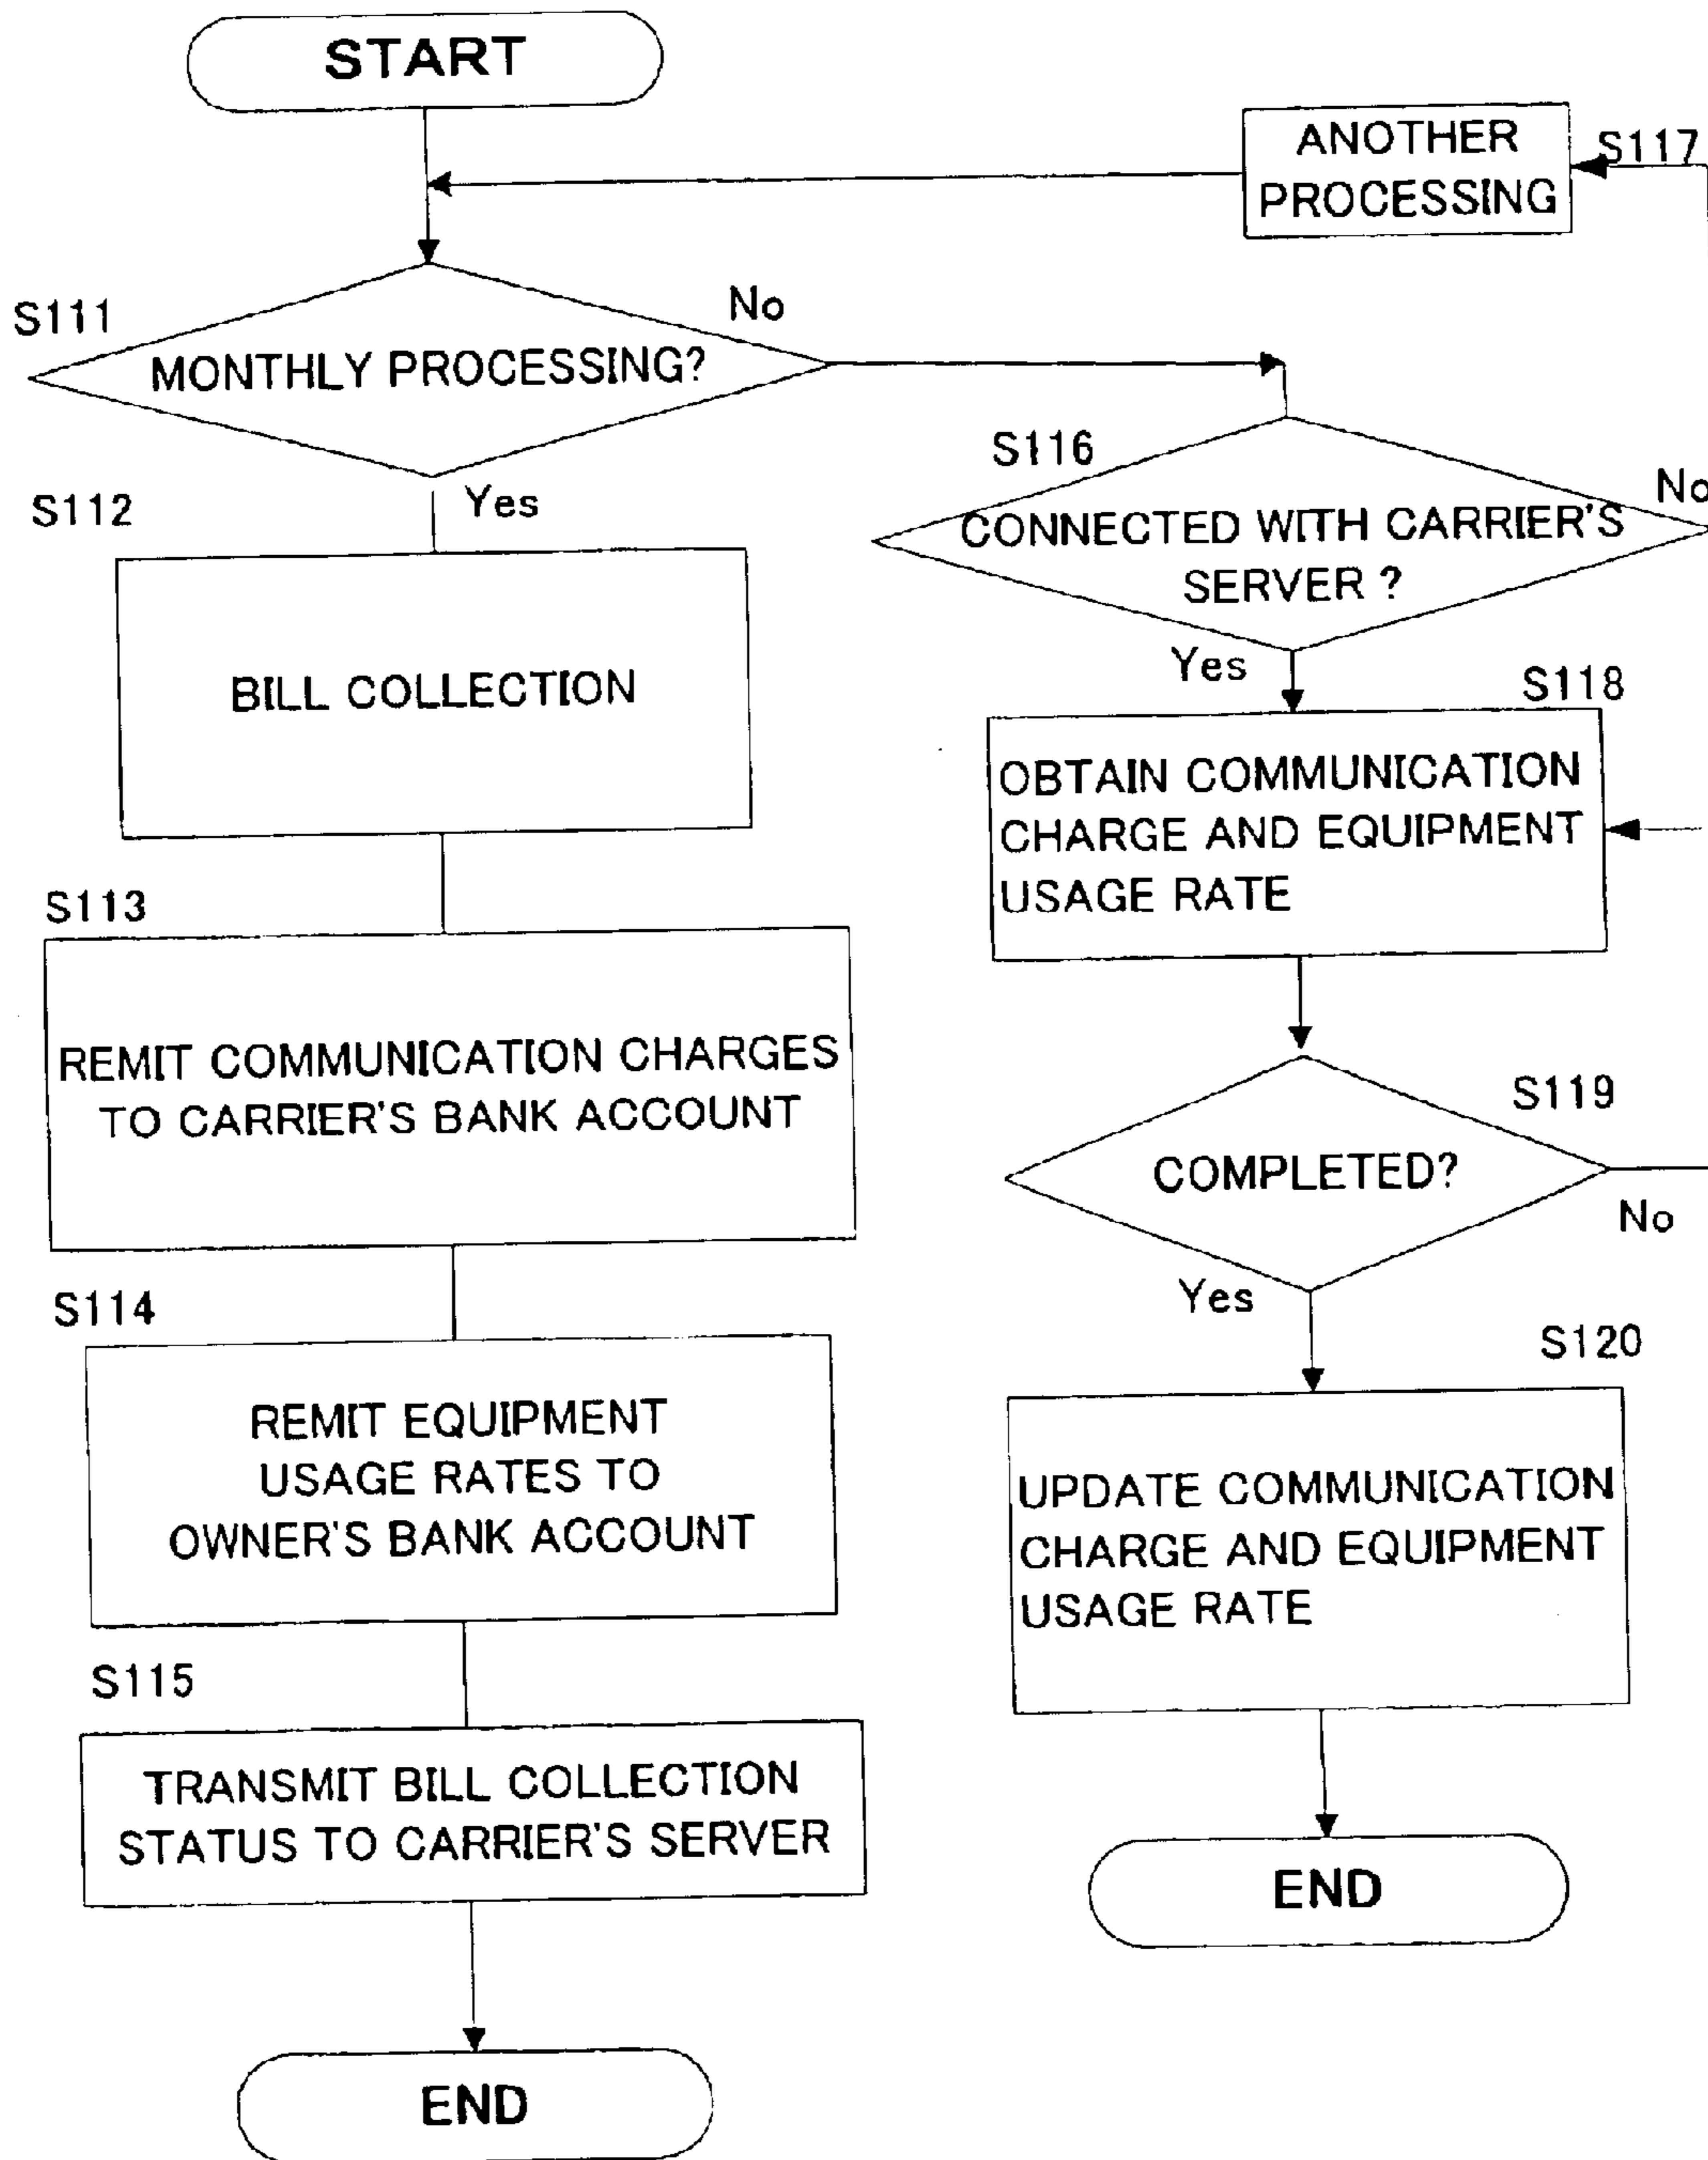 START
ANOTHER
PROCESSING
S117
S111
MONTHLY PROCESSING?
No
S116
CONNECTED WITH CARRIER'S
SERVER ?
No
S112
Yes
BILL COLLECTION
Yes
S118
OBTAIN COMMUNICATION
CHARGE AND EQUIPMENT
USAGE RATE
S113
REMIT COMMUNICATION CHARGES
TO CARRIER'S BANK ACCOUNT
S119
COMPLETED?
No
Yes
S114
REMIT EQUIPMENT
USAGE RATES TO
OWNER'S BANK ACCOUNT
S120
UPDATE COMMUNICATION
CHARGE AND EQUIPMENT
USAGE RATE
S115
TRANSMIT BILL COLLECTION
STATUS TO CARRIER'S SERVER
END
END